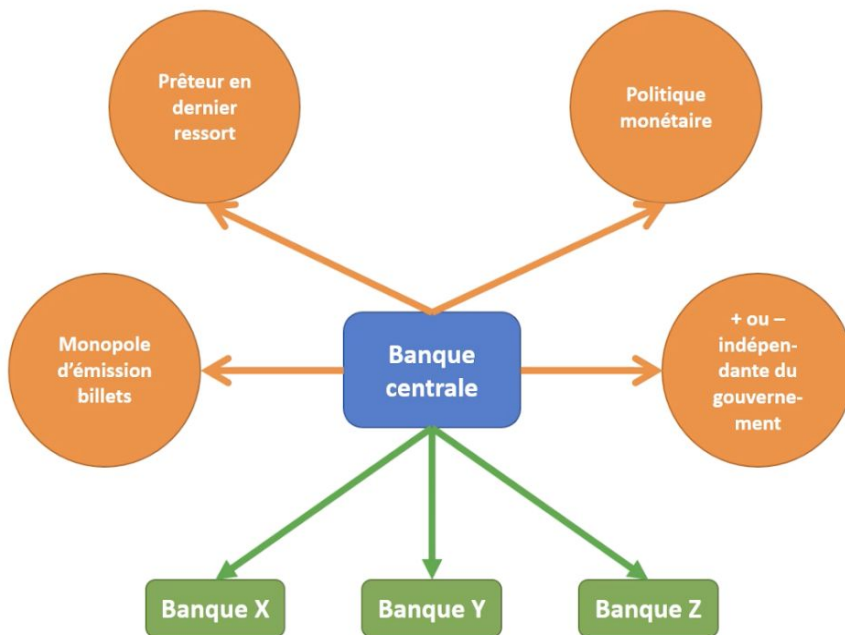 Prêteur en
dernier
ressort
Politique
monétaire
Monopole
d'émission
billets
Banque
centrale
+ ou –
indépen-
dante du
gouverne-
ment
Banque X
Banque Y
Banque Z